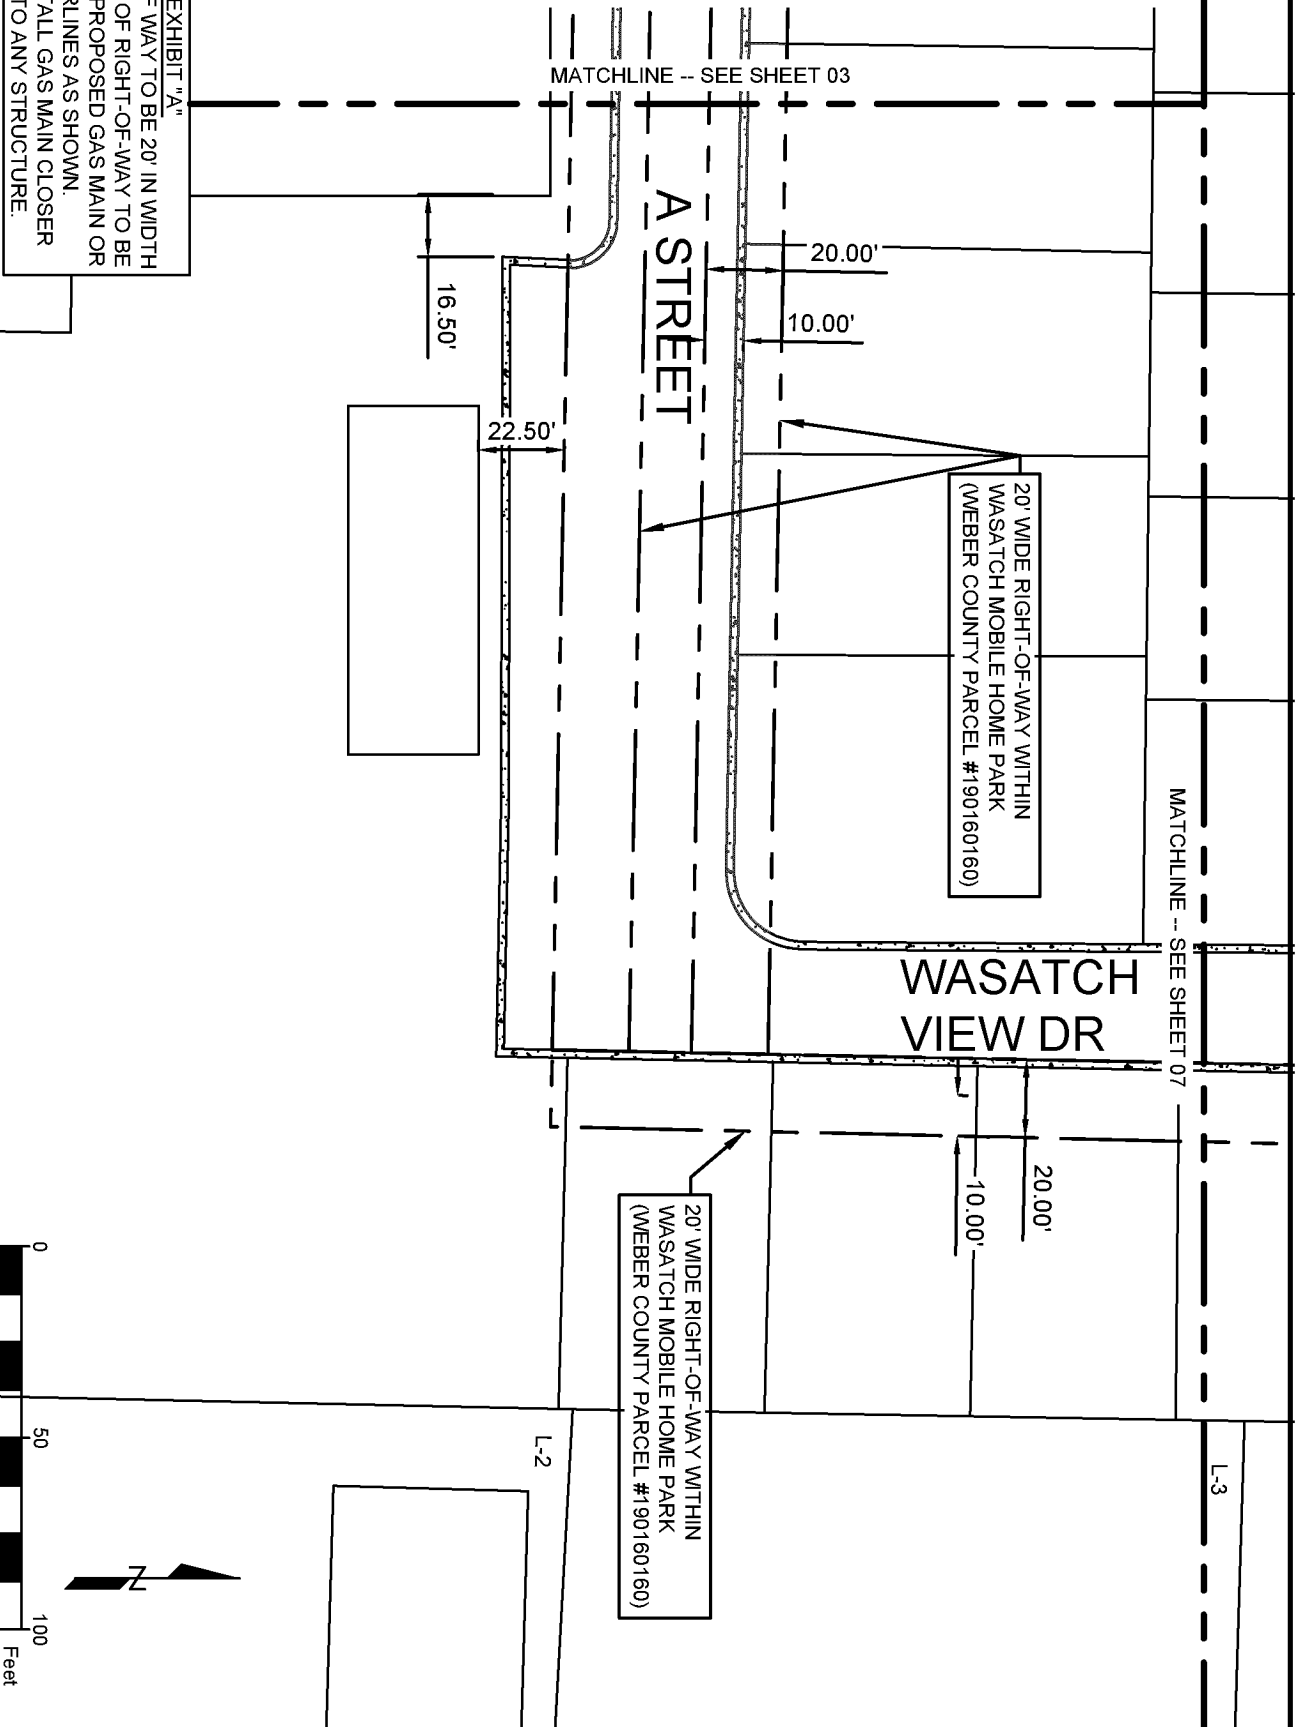 EXHIBIT "A"
WAY TO BE 20' IN WIDTH
OF RIGHT-OF-WAY TO BE
PROPOSED GAS MAIN OR
AS SHOWN.
GAS MAIN CLOSER
TO ANY STRUCTURE.
MATCHLINE -- SEE SHEET 03
A STREET
20.00'
10.00'
16.50'
22.50'
20' WIDE RIGHT-OF-WAY WITHIN
WASATCH MOBILE HOME PARK
(WEBER COUNTY PARCEL #190160160)
MATCHLINE -- SEE SHEET 07
WASATCH
VIEW DR
20.00'
10.00'
20' WIDE RIGHT-OF-WAY WITHIN
WASATCH MOBILE HOME PARK
(WEBER COUNTY PARCEL #190160160)
L-2
L-3
N
0
50
100
Feet